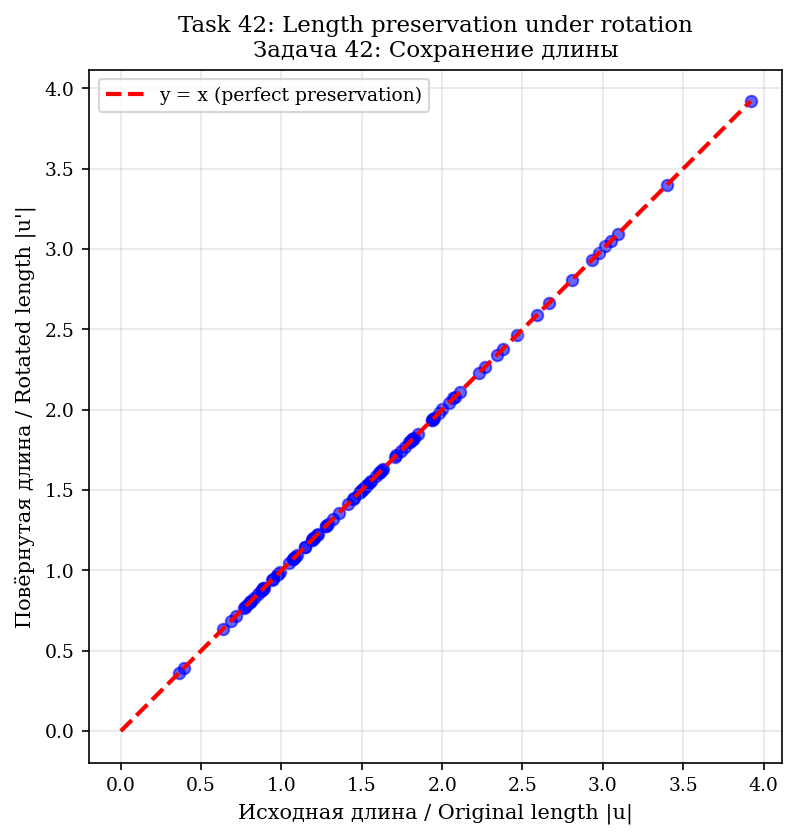 Task 42: Length preservation under rotation
Задача 42: Сохранение длины
y = x (perfect preservation)
4.0
3.5
3.0
2.5
2.0
1.5
1.0
0.5
0.0
Повёрнутая длина / Rotated length |u'|
0.0 0.5 1.0 1.5 2.0 2.5 3.0 3.5 4.0
Исходная длина / Original length |u|